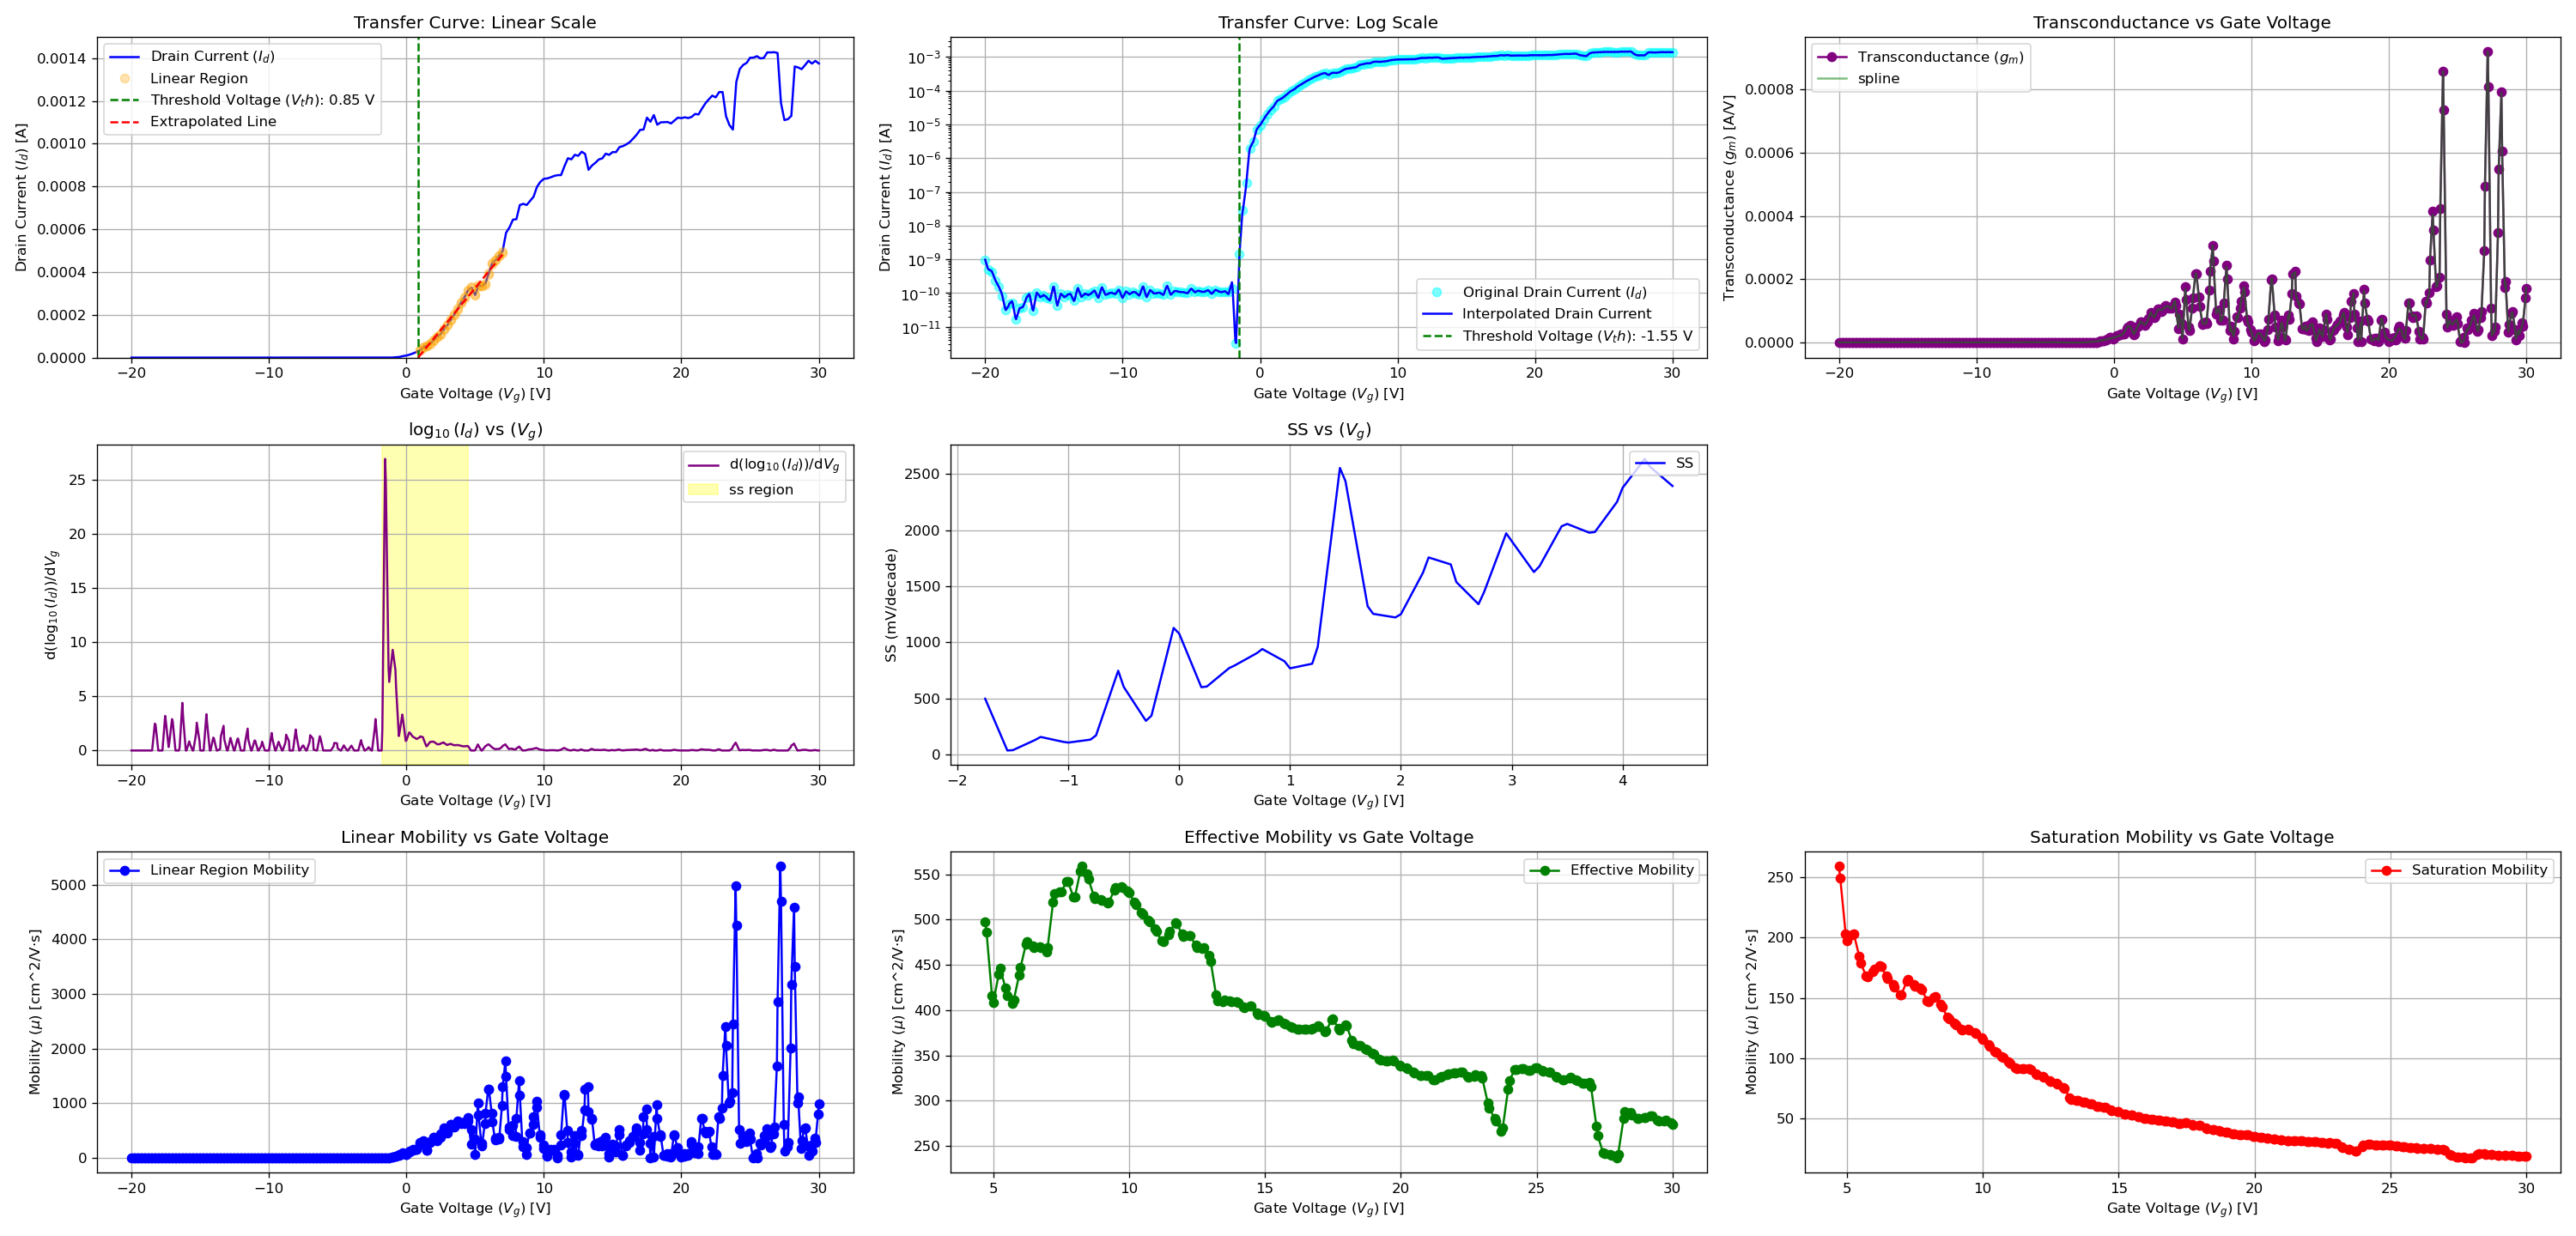 Transfer Curve: Linear Scale
Drain Current (I_d) [A]
0.0014
0.0012
0.0010
0.0008
0.0006
0.0004
0.0002
0.0000
Drain Current (I_d)
Linear Region
Threshold Voltage (V_th): 0.85 V
Extrapolated Line
−20 −10 0 10 20 30
Gate Voltage (V_g) [V]
Transfer Curve: Log Scale
Drain Current (I_d) [A]
10^−3
10^−4
10^−5
10^−6
10^−7
10^−8
10^−9
10^−10
10^−11
Original Drain Current (I_d)
Interpolated Drain Current
Threshold Voltage (V_th): -1.55 V
−20 −10 0 10 20 30
Gate Voltage (V_g) [V]
Transconductance vs Gate Voltage
Transconductance (g_m) [A/V]
0.0008
0.0006
0.0004
0.0002
0.0000
Transconductance (g_m)
spline
−20 −10 0 10 20 30
Gate Voltage (V_g) [V]
log_10 (I_d) vs (V_g)
d(log_10 (I_d))/dV_g
25
20
15
10
5
0
d(log_10 (I_d))/dV_g
ss region
−20 −10 0 10 20 30
Gate Voltage (V_g) [V]
SS vs (V_g)
SS (mV/decade)
2500
2000
1500
1000
500
0
SS
−2 −1 0 1 2 3 4
Gate Voltage (V_g) [V]
Linear Mobility vs Gate Voltage
Mobility (μ) [cm^2/V·s]
5000
4000
3000
2000
1000
0
Linear Region Mobility
−20 −10 0 10 20 30
Gate Voltage (V_g) [V]
Effective Mobility vs Gate Voltage
Mobility (μ) [cm^2/V·s]
550
500
450
400
350
300
250
Effective Mobility
5 10 15 20 25 30
Gate Voltage (V_g) [V]
Saturation Mobility vs Gate Voltage
Mobility (μ) [cm^2/V·s]
250
200
150
100
50
Saturation Mobility
5 10 15 20 25 30
Gate Voltage (V_g) [V]